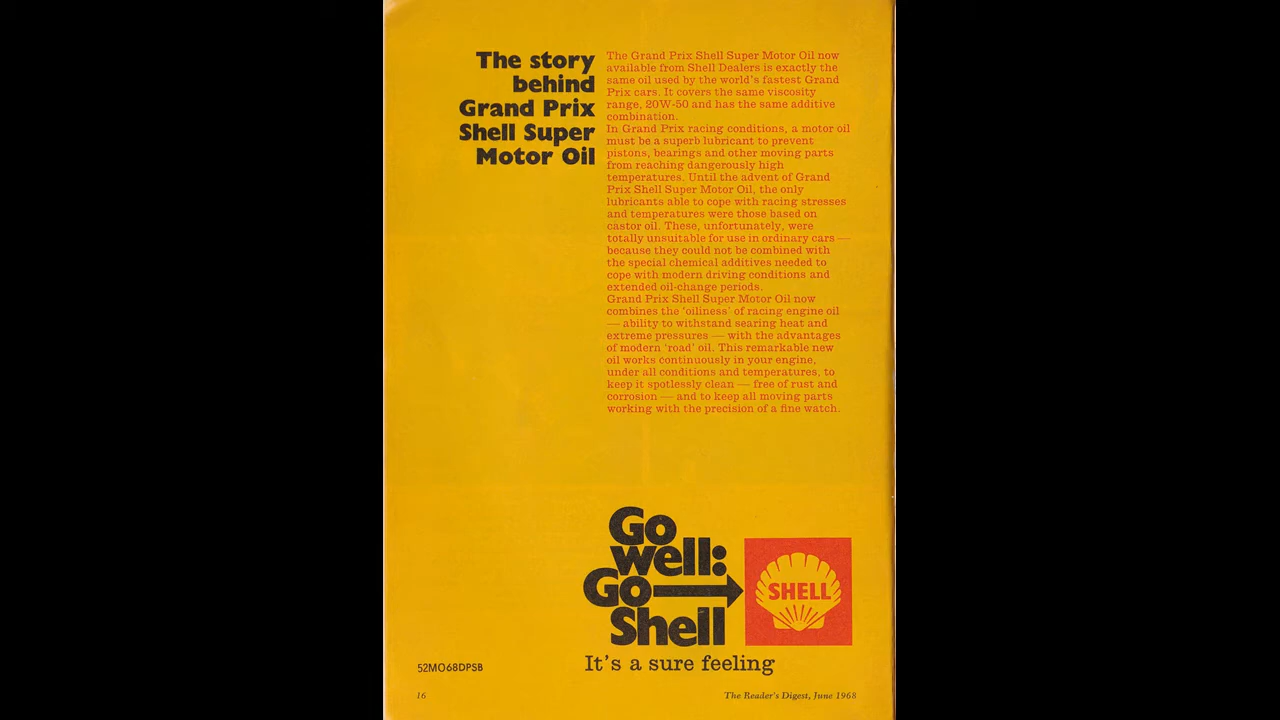 The story
behind
Grand Prix
Shell Super
Motor Oil
The Grand Prix Shell Super Motor Oil now
available from Shell Dealers is exactly the
same oil used by the world's fastest Grand
Prix cars. It covers the same viscosity
range, 20W-50 and has the same additive
combination.
In Grand Prix racing conditions, a motor oil
must be a superb lubricant to prevent
pistons, bearings and other moving parts
from reaching dangerously high
temperatures. Until the advent of Grand
Prix Shell Super Motor Oil, the only
lubricants able to cope with racing stresses
and temperatures were those based on
castor oil. These, unfortunately, were
totally unsuitable for use in ordinary cars —
because they could not be combined with
the special chemical additives needed to
cope with modern driving conditions and
extended oil-change periods.
Grand Prix Shell Super Motor Oil now
combines the 'oiliness' of racing engine oil
— ability to withstand searing heat and
extreme pressures — with the advantages
of modern 'road' oil. This remarkable new
oil works continuously in your engine,
under all conditions and temperatures, to
keep it spotlessly clean — free of rust and
corrosion — and to keep all moving parts
working with the precision of a fine watch.
Go
well:
Go
Shell
SHELL
It's a sure feeling
52MO68DPSB
16
The Reader's Digest, June 1968